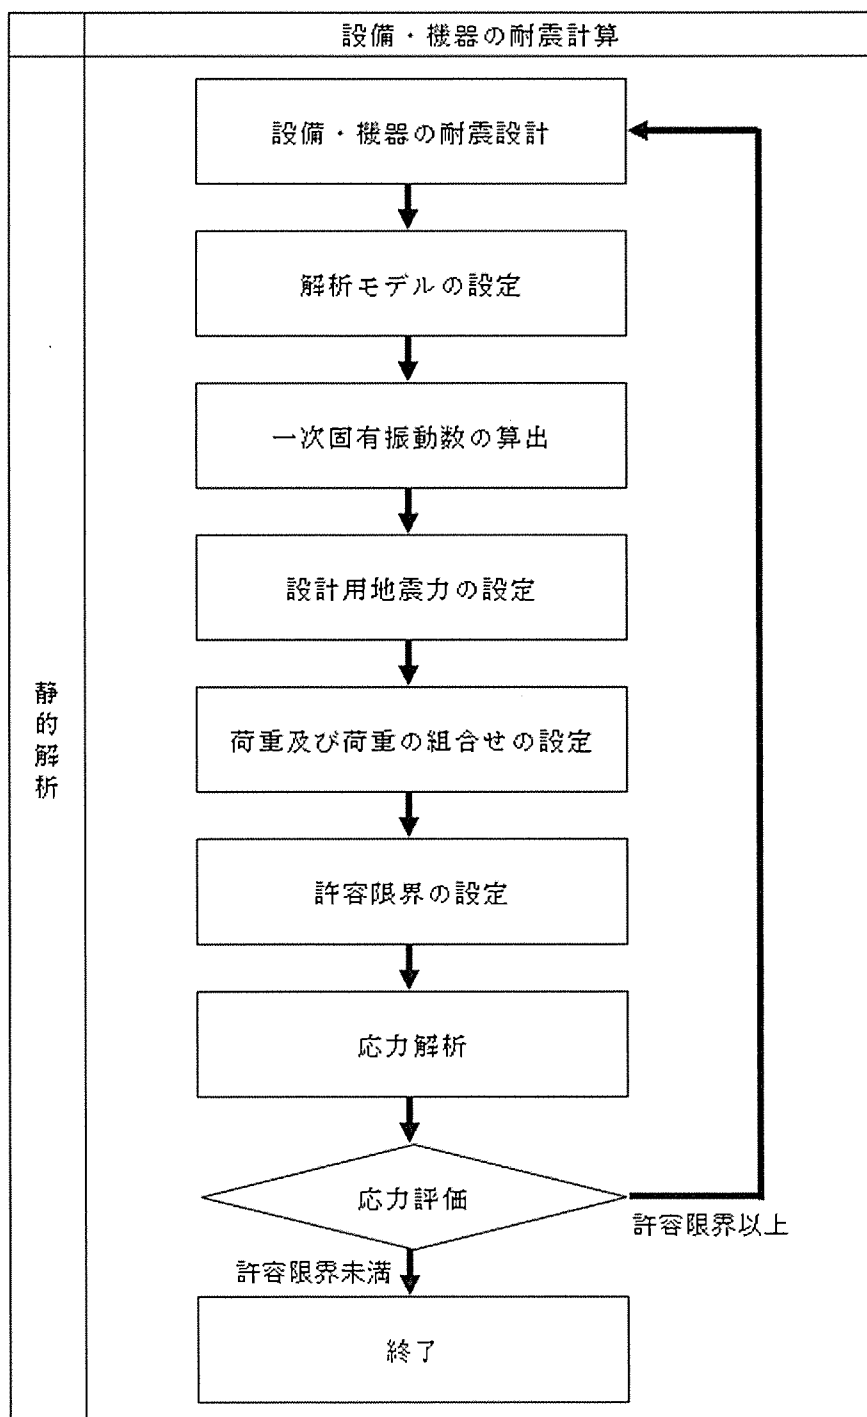 設備・機器の耐震計算
静的解析
設備・機器の耐震設計
解析モデルの設定
一次固有振動数の算出
設計用地震力の設定
荷重及び荷重の組合せの設定
許容限界の設定
応力解析
応力評価
許容限界以上
許容限界未満
終了